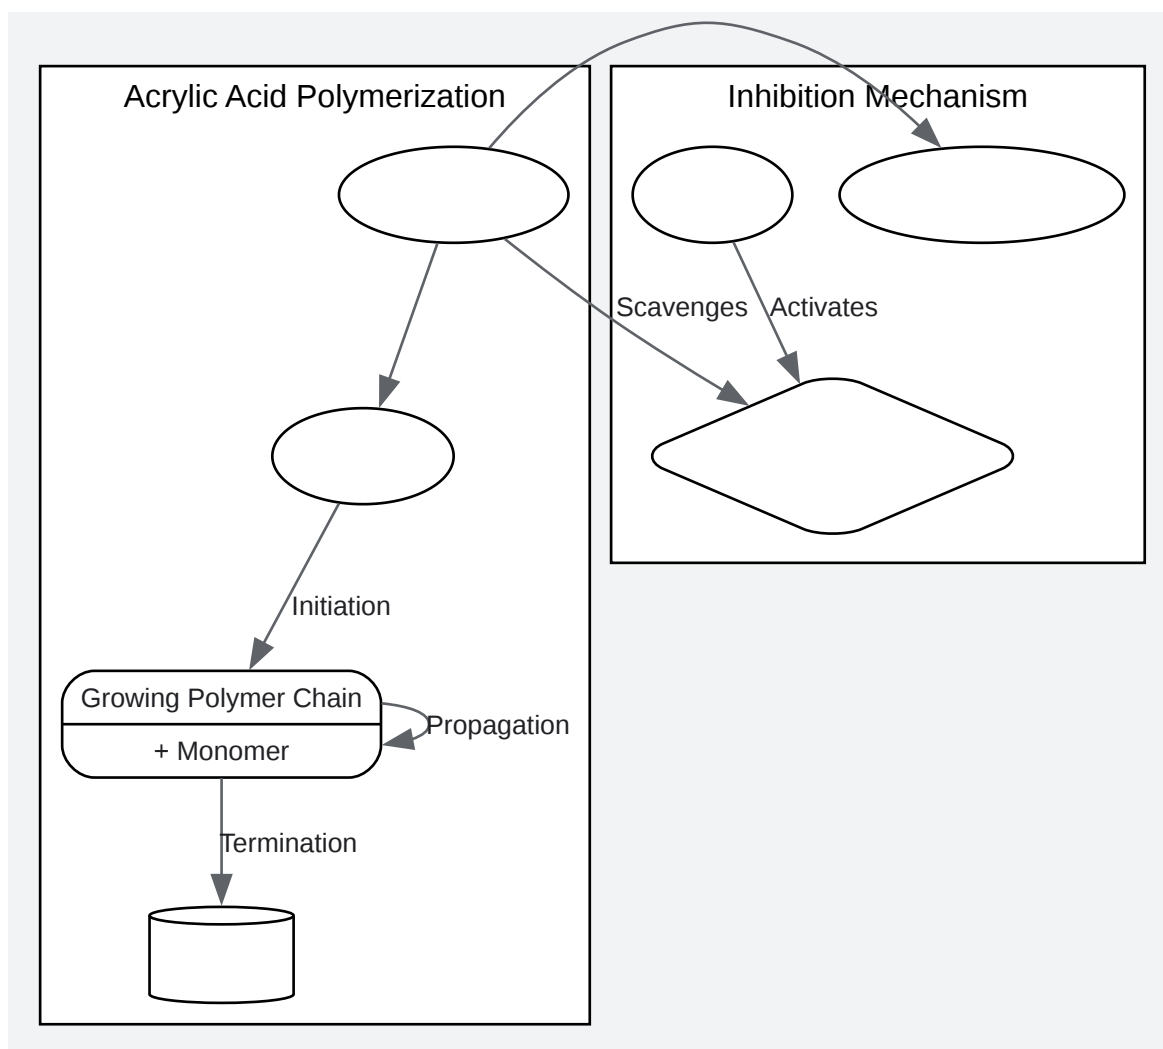 Acrylic Acid Polymerization
Inhibition Mechanism
Scavenges
Activates
Initiation
Growing Polymer Chain
+ Monomer
Propagation
Termination